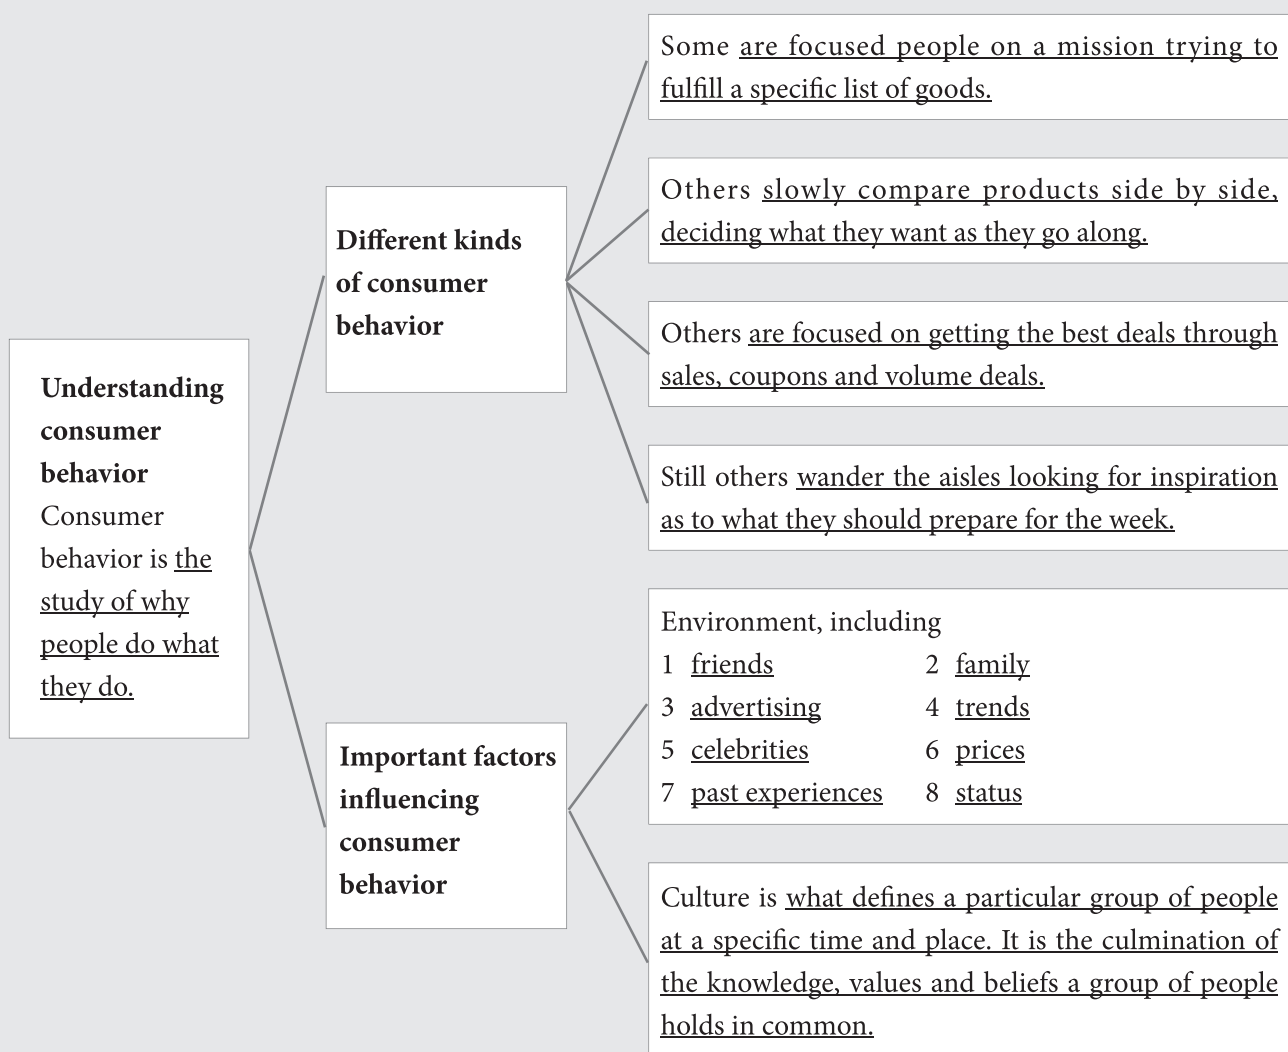 Understanding
consumer
behavior
Consumer
behavior is the
study of why
people do what
they do.
Different kinds
of consumer
behavior
Some are focused people on a mission trying to
fulfill a specific list of goods.
Others slowly compare products side by side,
deciding what they want as they go along.
Others are focused on getting the best deals through
sales, coupons and volume deals.
Still others wander the aisles looking for inspiration
as to what they should prepare for the week.
Important factors
influencing
consumer
behavior
Environment, including
1 friends 2 family
3 advertising 4 trends
5 celebrities 6 prices
7 past experiences 8 status
Culture is what defines a particular group of people
at a specific time and place. It is the culmination of
the knowledge, values and beliefs a group of people
holds in common.